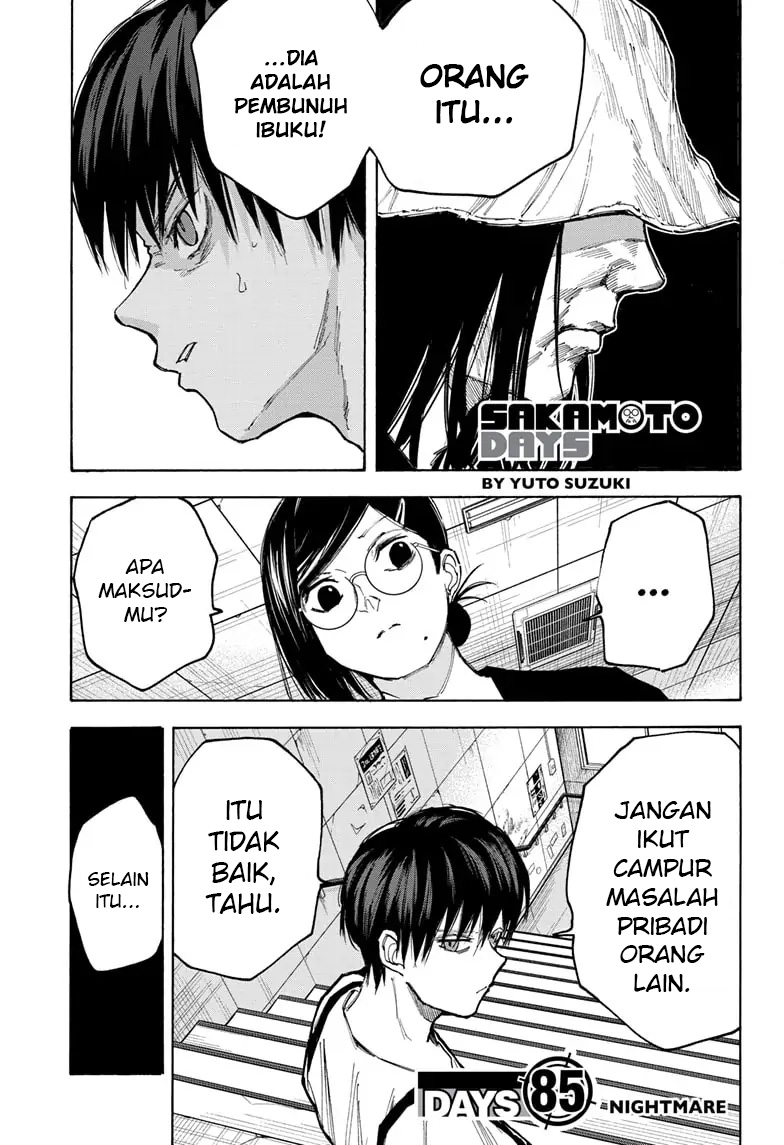 ORANG
ITU...
...DIA
ADALAH
PEMBUNUH
IBUKU!
SAKAMOTO
DAYS
BY YUTO SUZUKI
...
APA
MAKSUD-
MU?
JANGAN
IKUT
CAMPUR
MASALAH
PRIBADI
ORANG
LAIN.
ITU
TIDAK
BAIK,
TAHU.
SELAIN
ITU...
DAYS 85 NIGHTMARE